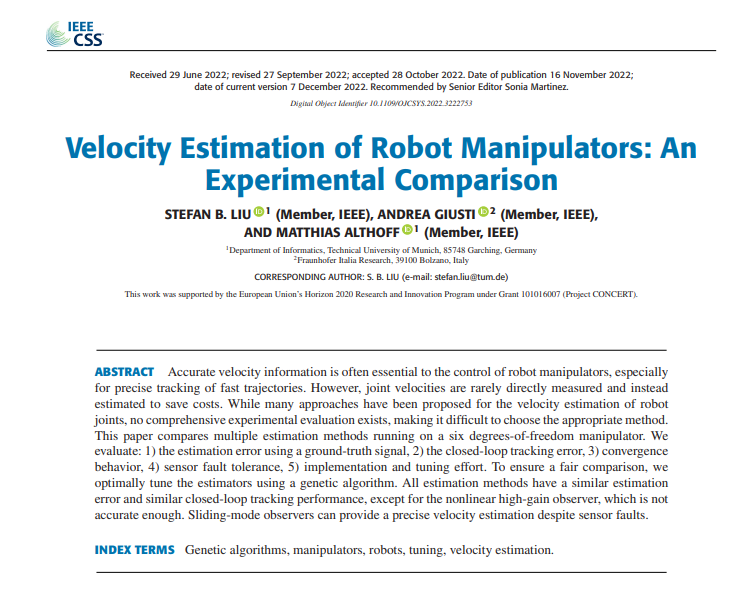 IEEE
CSS
Received 29 June 2022; revised 27 September 2022; accepted 28 October 2022. Date of publication 16 November 2022;
date of current version 7 December 2022. Recommended by Senior Editor Sonia Martinez.
Digital Object Identifier 10.1109/OJCSYS.2022.3222753
Velocity Estimation of Robot Manipulators: An
Experimental Comparison
STEFAN B. LIU iD 1 (Member, IEEE), ANDREA GIUSTI iD 2 (Member, IEEE),
AND MATTHIAS ALTHOFF iD 1 (Member, IEEE)
1Department of Informatics, Technical University of Munich, 85748 Garching, Germany
2Fraunhofer Italia Research, 39100 Bolzano, Italy
CORRESPONDING AUTHOR: S. B. LIU (e-mail: stefan.liu@tum.de)
This work was supported by the European Union's Horizon 2020 Research and Innovation Program under Grant 101016007 (Project CONCERT).
ABSTRACT Accurate velocity information is often essential to the control of robot manipulators, especially
for precise tracking of fast trajectories. However, joint velocities are rarely directly measured and instead
estimated to save costs. While many approaches have been proposed for the velocity estimation of robot
joints, no comprehensive experimental evaluation exists, making it difficult to choose the appropriate method.
This paper compares multiple estimation methods running on a six degrees-of-freedom manipulator. We
evaluate: 1) the estimation error using a ground-truth signal, 2) the closed-loop tracking error, 3) convergence
behavior, 4) sensor fault tolerance, 5) implementation and tuning effort. To ensure a fair comparison, we
optimally tune the estimators using a genetic algorithm. All estimation methods have a similar estimation
error and similar closed-loop tracking performance, except for the nonlinear high-gain observer, which is not
accurate enough. Sliding-mode observers can provide a precise velocity estimation despite sensor faults.
INDEX TERMS Genetic algorithms, manipulators, robots, tuning, velocity estimation.